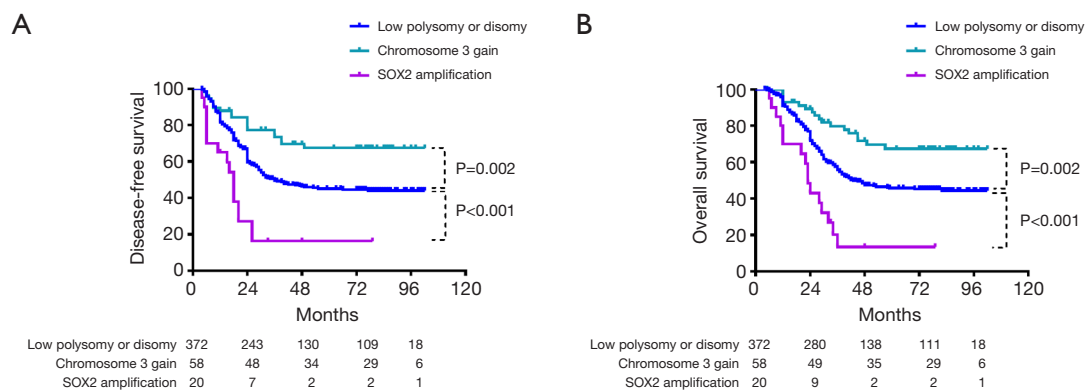 A
Low polysomy or disomy
Chromosome 3 gain
SOX2 amplification
Disease-free survival
100
80
60
40
20
0
P=0.002
P<0.001
0 24 48 72 96 120
Months
Low polysomy or disomy 372 243 130 109 18
Chromosome 3 gain 58 48 34 29 6
SOX2 amplification 20 7 2 2 1
B
Low polysomy or disomy
Chromosome 3 gain
SOX2 amplification
Overall survival
100
80
60
40
20
0
P=0.002
P<0.001
0 24 48 72 96 120
Months
Low polysomy or disomy 372 280 138 111 18
Chromosome 3 gain 58 49 35 29 6
SOX2 amplification 20 9 2 2 1